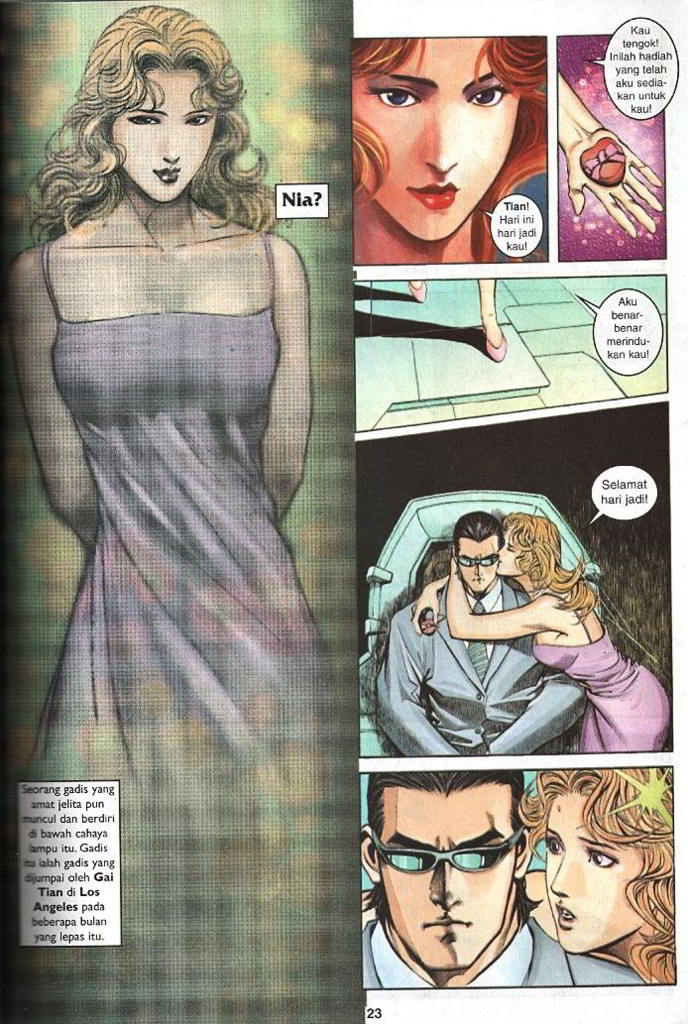 Nia?
Seorang gadis yang
amat jelita pun
muncul dan berdiri
di bawah cahaya
lampu itu. Gadis
itu ialah gadis yang
dijumpai oleh Gai
Tian di Los
Angeles pada
beberapa bulan
yang lepas itu.
Tian!
Hari ini
hari jadi
kau!
Kau
tengok!
Inilah hadiah
yang telah
aku sedia-
kan untuk
kau!
Aku
benar-
benar
merindu-
kan kau!
Selamat
hari jadi!
23